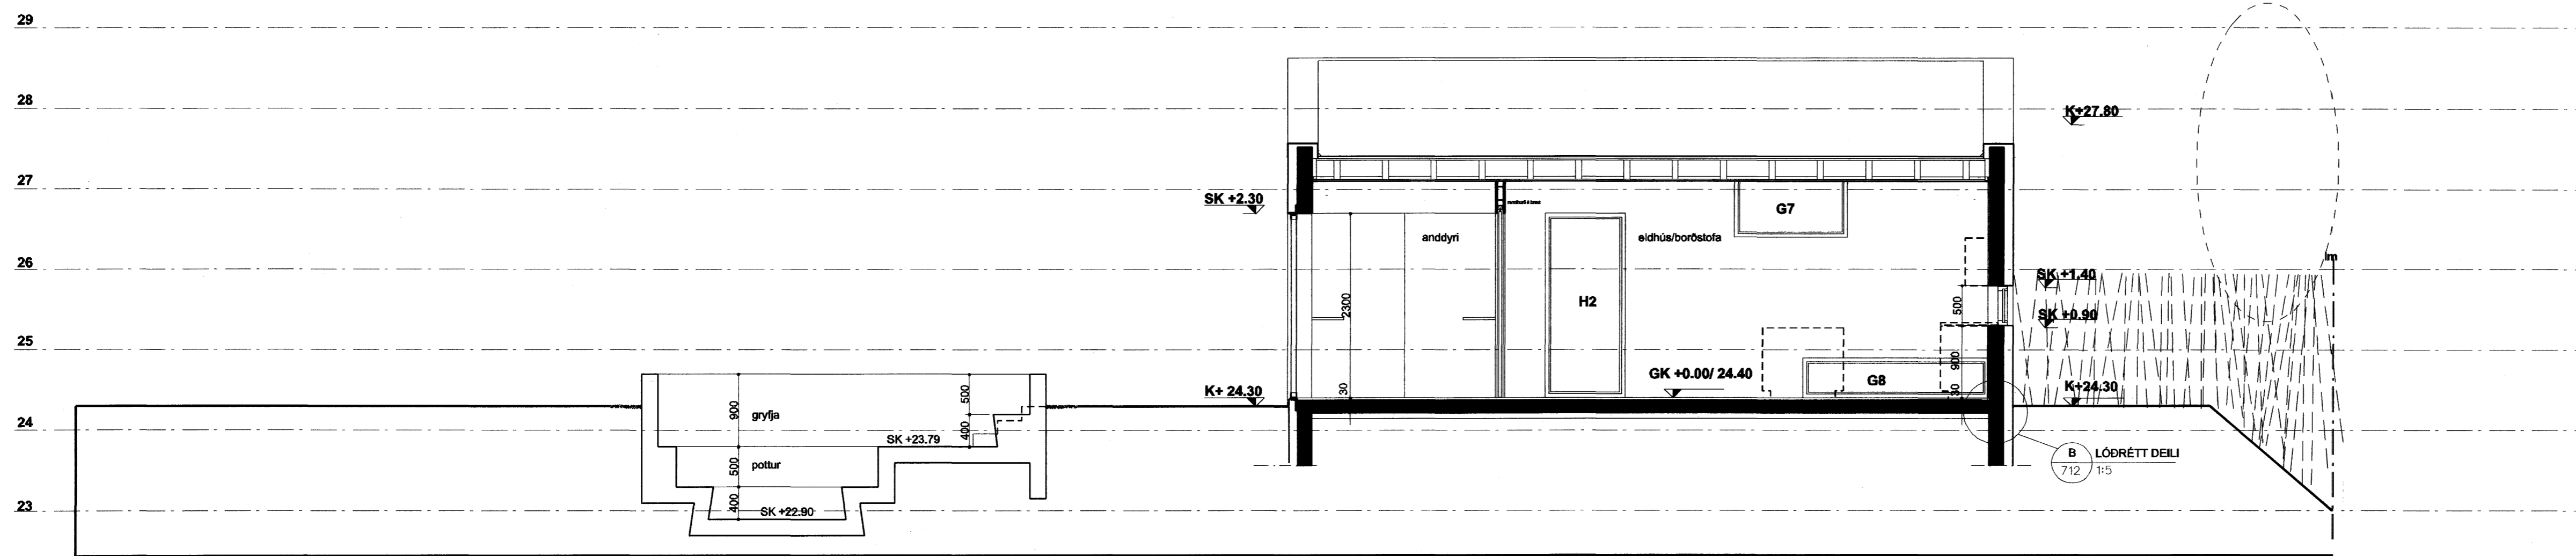 29
28
K+27.80
27
SK +2.30
G7
anddyri
eldhús/borðstofa
26
lm
SK +1.40
H2
2300
500
SK +0.90
25
900
GK +0.00/ 24.40
G8
30
30
K+ 24.30
K+24.30
900
gryfja
500
24
400
SK +23.79
B LÓÐRÉTT DEILI
712 1:5
500
pottur
400
SK +22.90
23